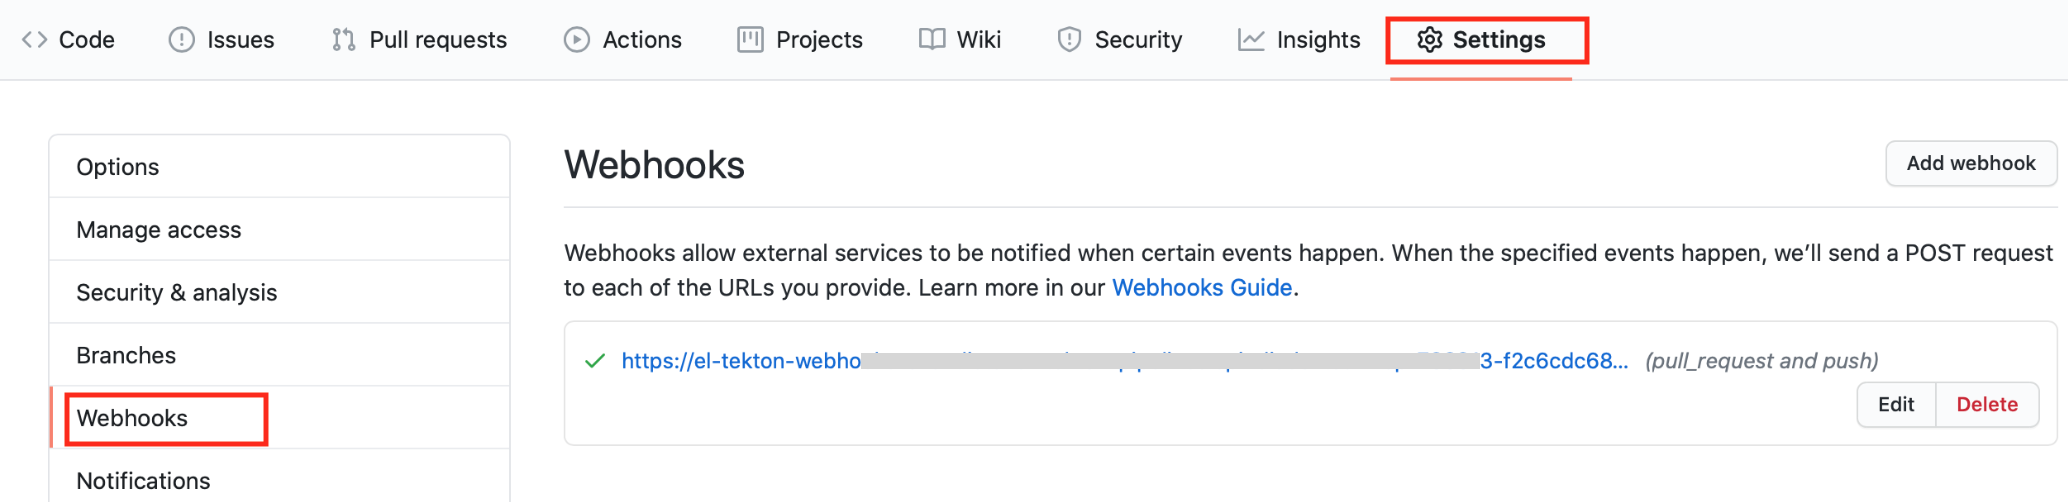 Code Issues Pull requests Actions Projects Wiki Security Insights Settings
Options
Manage access
Security & analysis
Branches
Webhooks
Notifications
Webhooks
Add webhook
Webhooks allow external services to be notified when certain events happen. When the specified events happen, we’ll send a POST request
to each of the URLs you provide. Learn more in our Webhooks Guide.
https://el-tekton-webho 3-f2c6cdc68... (pull_request and push)
Edit Delete